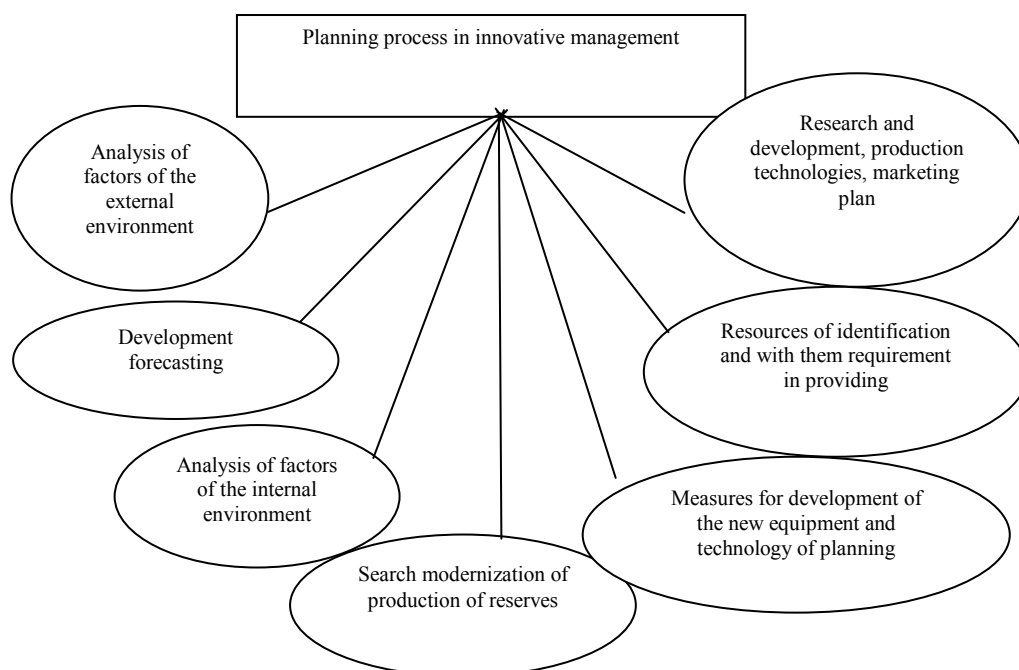 Planning process in innovative management
Analysis of
factors of the
external
environment
Research and
development, production
technologies, marketing
plan
Development
forecasting
Resources of identification
and with them requirement
in providing
Analysis of factors
of the internal
environment
Measures for development of
the new equipment and
technology of planning
Search modernization of
production of reserves